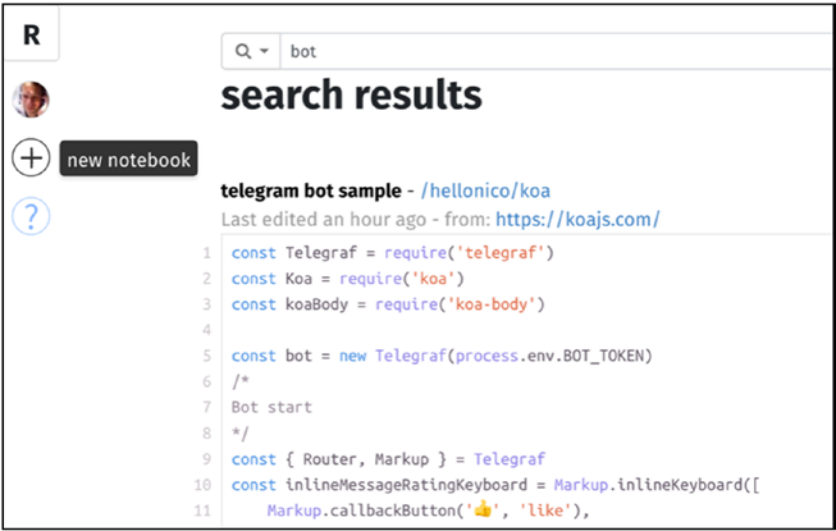 R
bot
search results
+ new notebook
?
telegram bot sample - /hellonico/koa
Last edited an hour ago - from: https://koajs.com/
1 const Telegraf = require('telegraf')
2 const Koa = require('koa')
3 const koaBody = require('koa-body')
4
5 const bot = new Telegraf(process.env.BOT_TOKEN)
6 /*
7 Bot start
8 */
9 const { Router, Markup } = Telegraf
10 const inlineMessageRatingKeyboard = Markup.inlineKeyboard([
11 Markup.callbackButton('👍', 'like'),